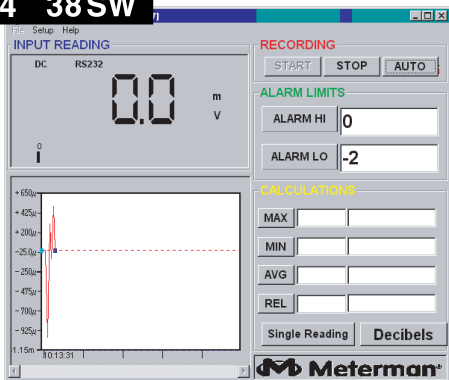 4 38SW
File Setup Help
INPUT READING
DC RS232
0.0 m V
0
RECORDING
START STOP AUTO
ALARM LIMITS
ALARM HI 0
ALARM LO -2
CALCULATIONS
MAX
MIN
AVG
REL
Single Reading Decibels
Meterman
+650µ
+425µ
+200µ
-25.0µ
-250µ
-475µ
-700µ
-925µ
-1.15m
10:13:31